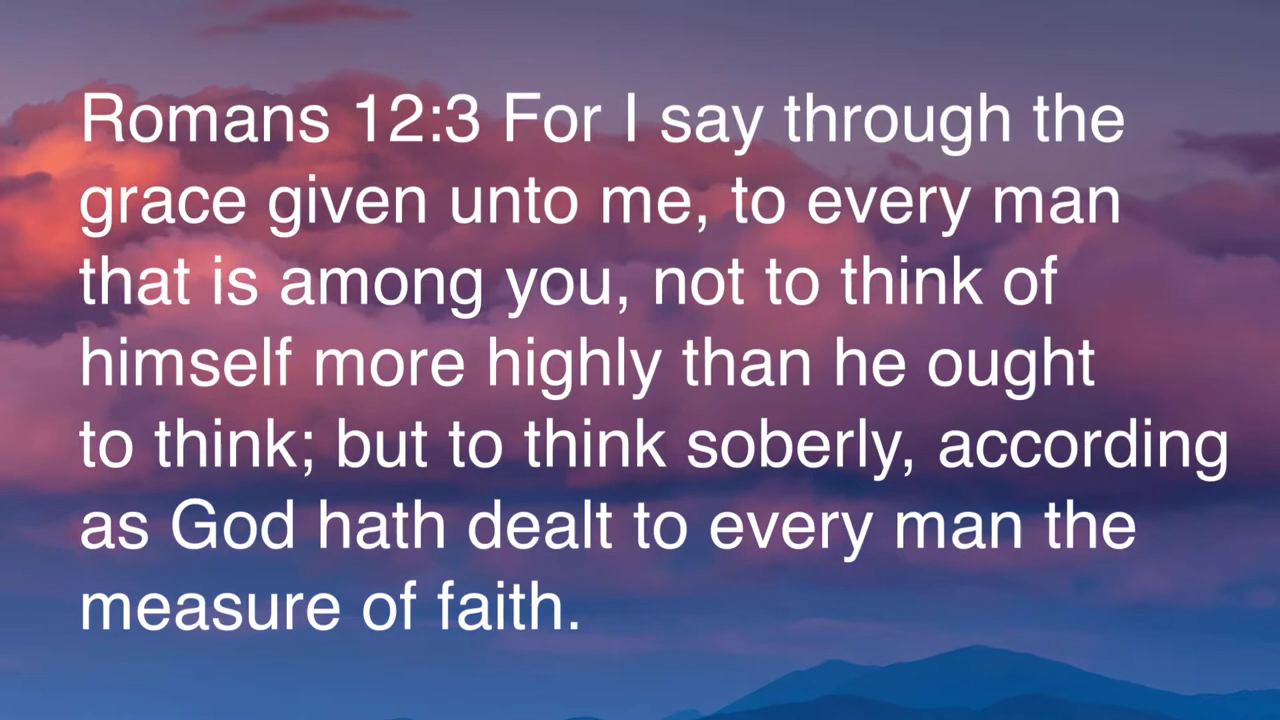 Romans 12:3 For I say through the
grace given unto me, to every man
that is among you, not to think of
himself more highly than he ought
to think; but to think soberly, according
as God hath dealt to every man the
measure of faith.